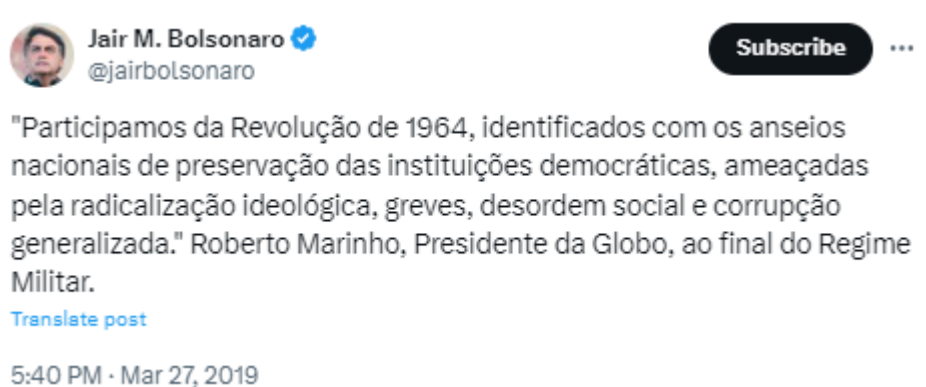 Jair M. Bolsonaro
@jairbolsonaro
Subscribe
"Participamos da Revolução de 1964, identificados com os anseios
nacionais de preservação das instituições democráticas, ameaçadas
pela radicalização ideológica, greves, desordem social e corrupção
generalizada." Roberto Marinho, Presidente da Globo, ao final do Regime
Militar.
Translate post
5:40 PM · Mar 27, 2019